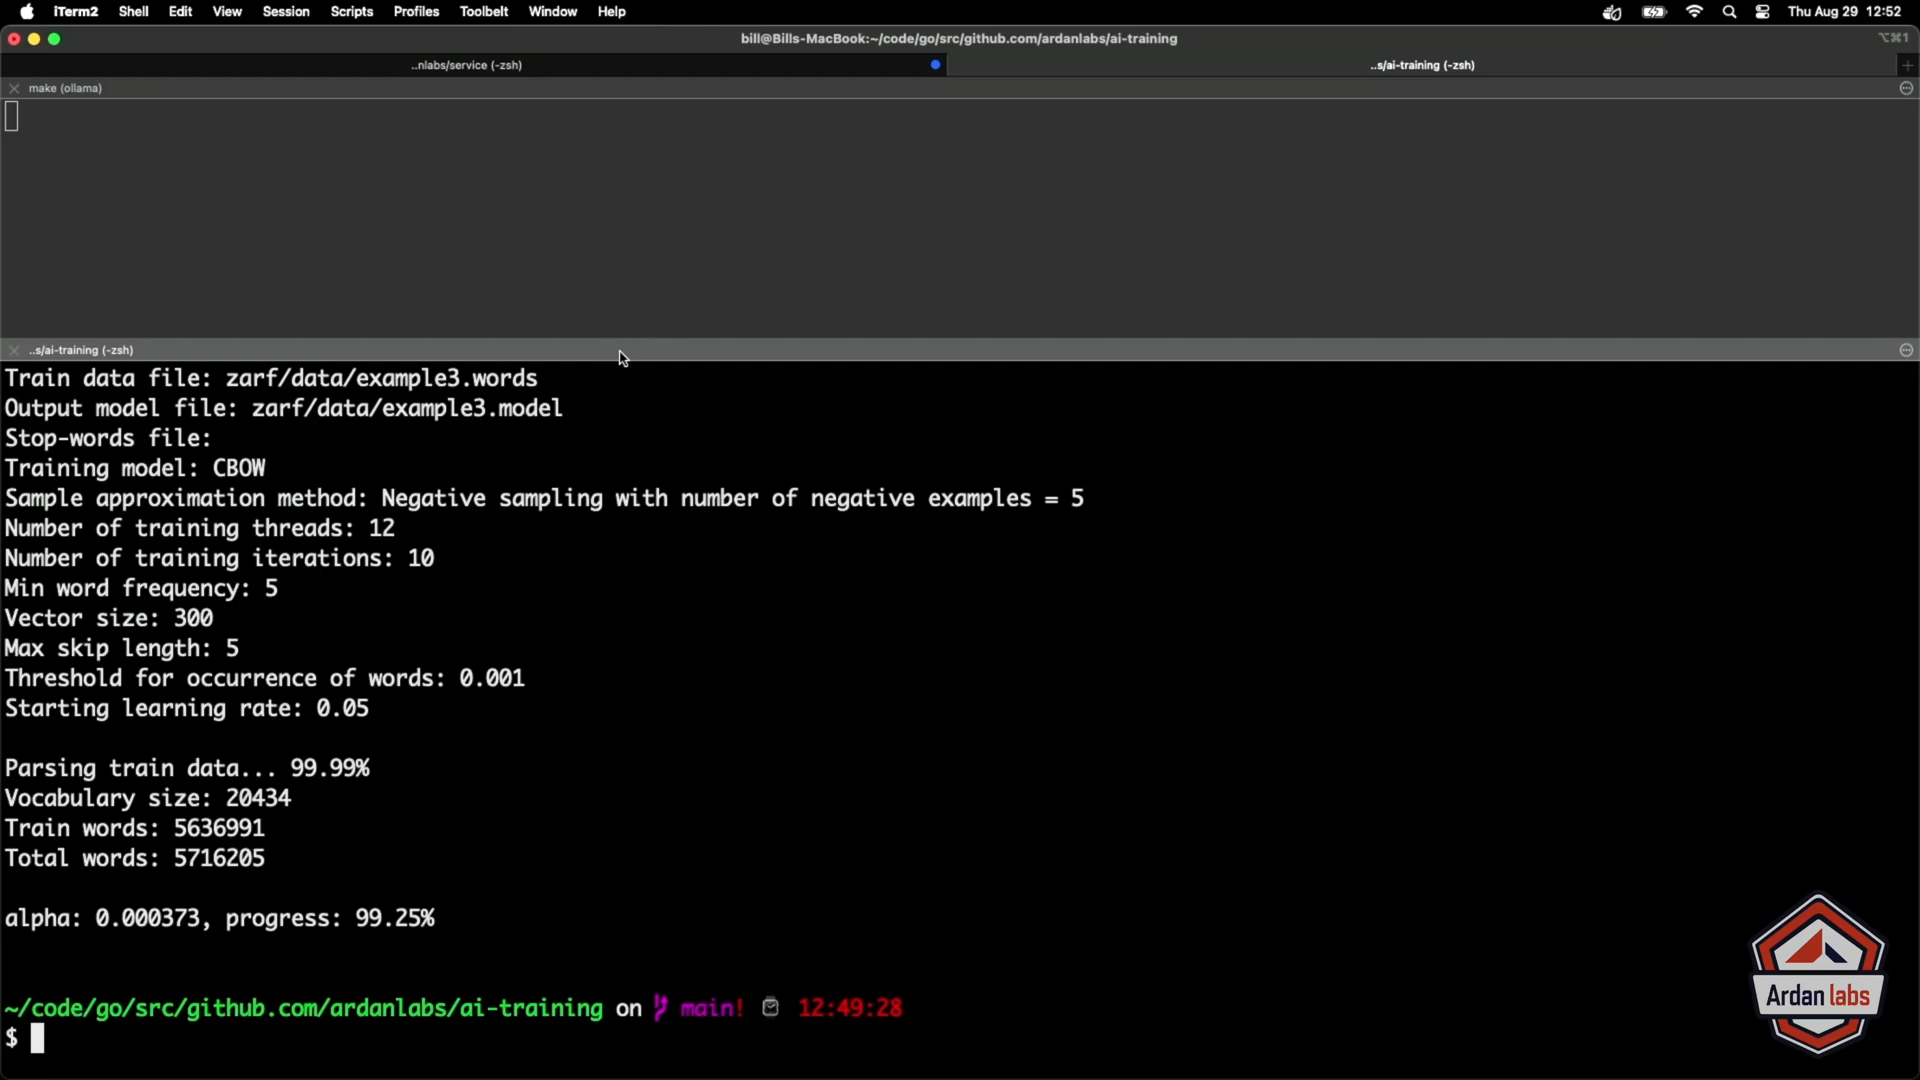 iTerm2 Shell Edit View Session Scripts Profiles Toolbelt Window Help Thu Aug 29 12:52
bill@Bills-MacBook:~/code/go/src/github.com/ardanlabs/ai-training ⌥⌘1
..nlabs/service (-zsh) ..s/ai-training (-zsh)
make (ollama)
..s/ai-training (-zsh)
Train data file: zarf/data/example3.words
Output model file: zarf/data/example3.model
Stop-words file:
Training model: CBOW
Sample approximation method: Negative sampling with number of negative examples = 5
Number of training threads: 12
Number of training iterations: 10
Min word frequency: 5
Vector size: 300
Max skip length: 5
Threshold for occurrence of words: 0.001
Starting learning rate: 0.05
Parsing train data... 99.99%
Vocabulary size: 20434
Train words: 5636991
Total words: 5716205
alpha: 0.000373, progress: 99.25%
~/code/go/src/github.com/ardanlabs/ai-training on main! 12:49:28
$
Ardan labs